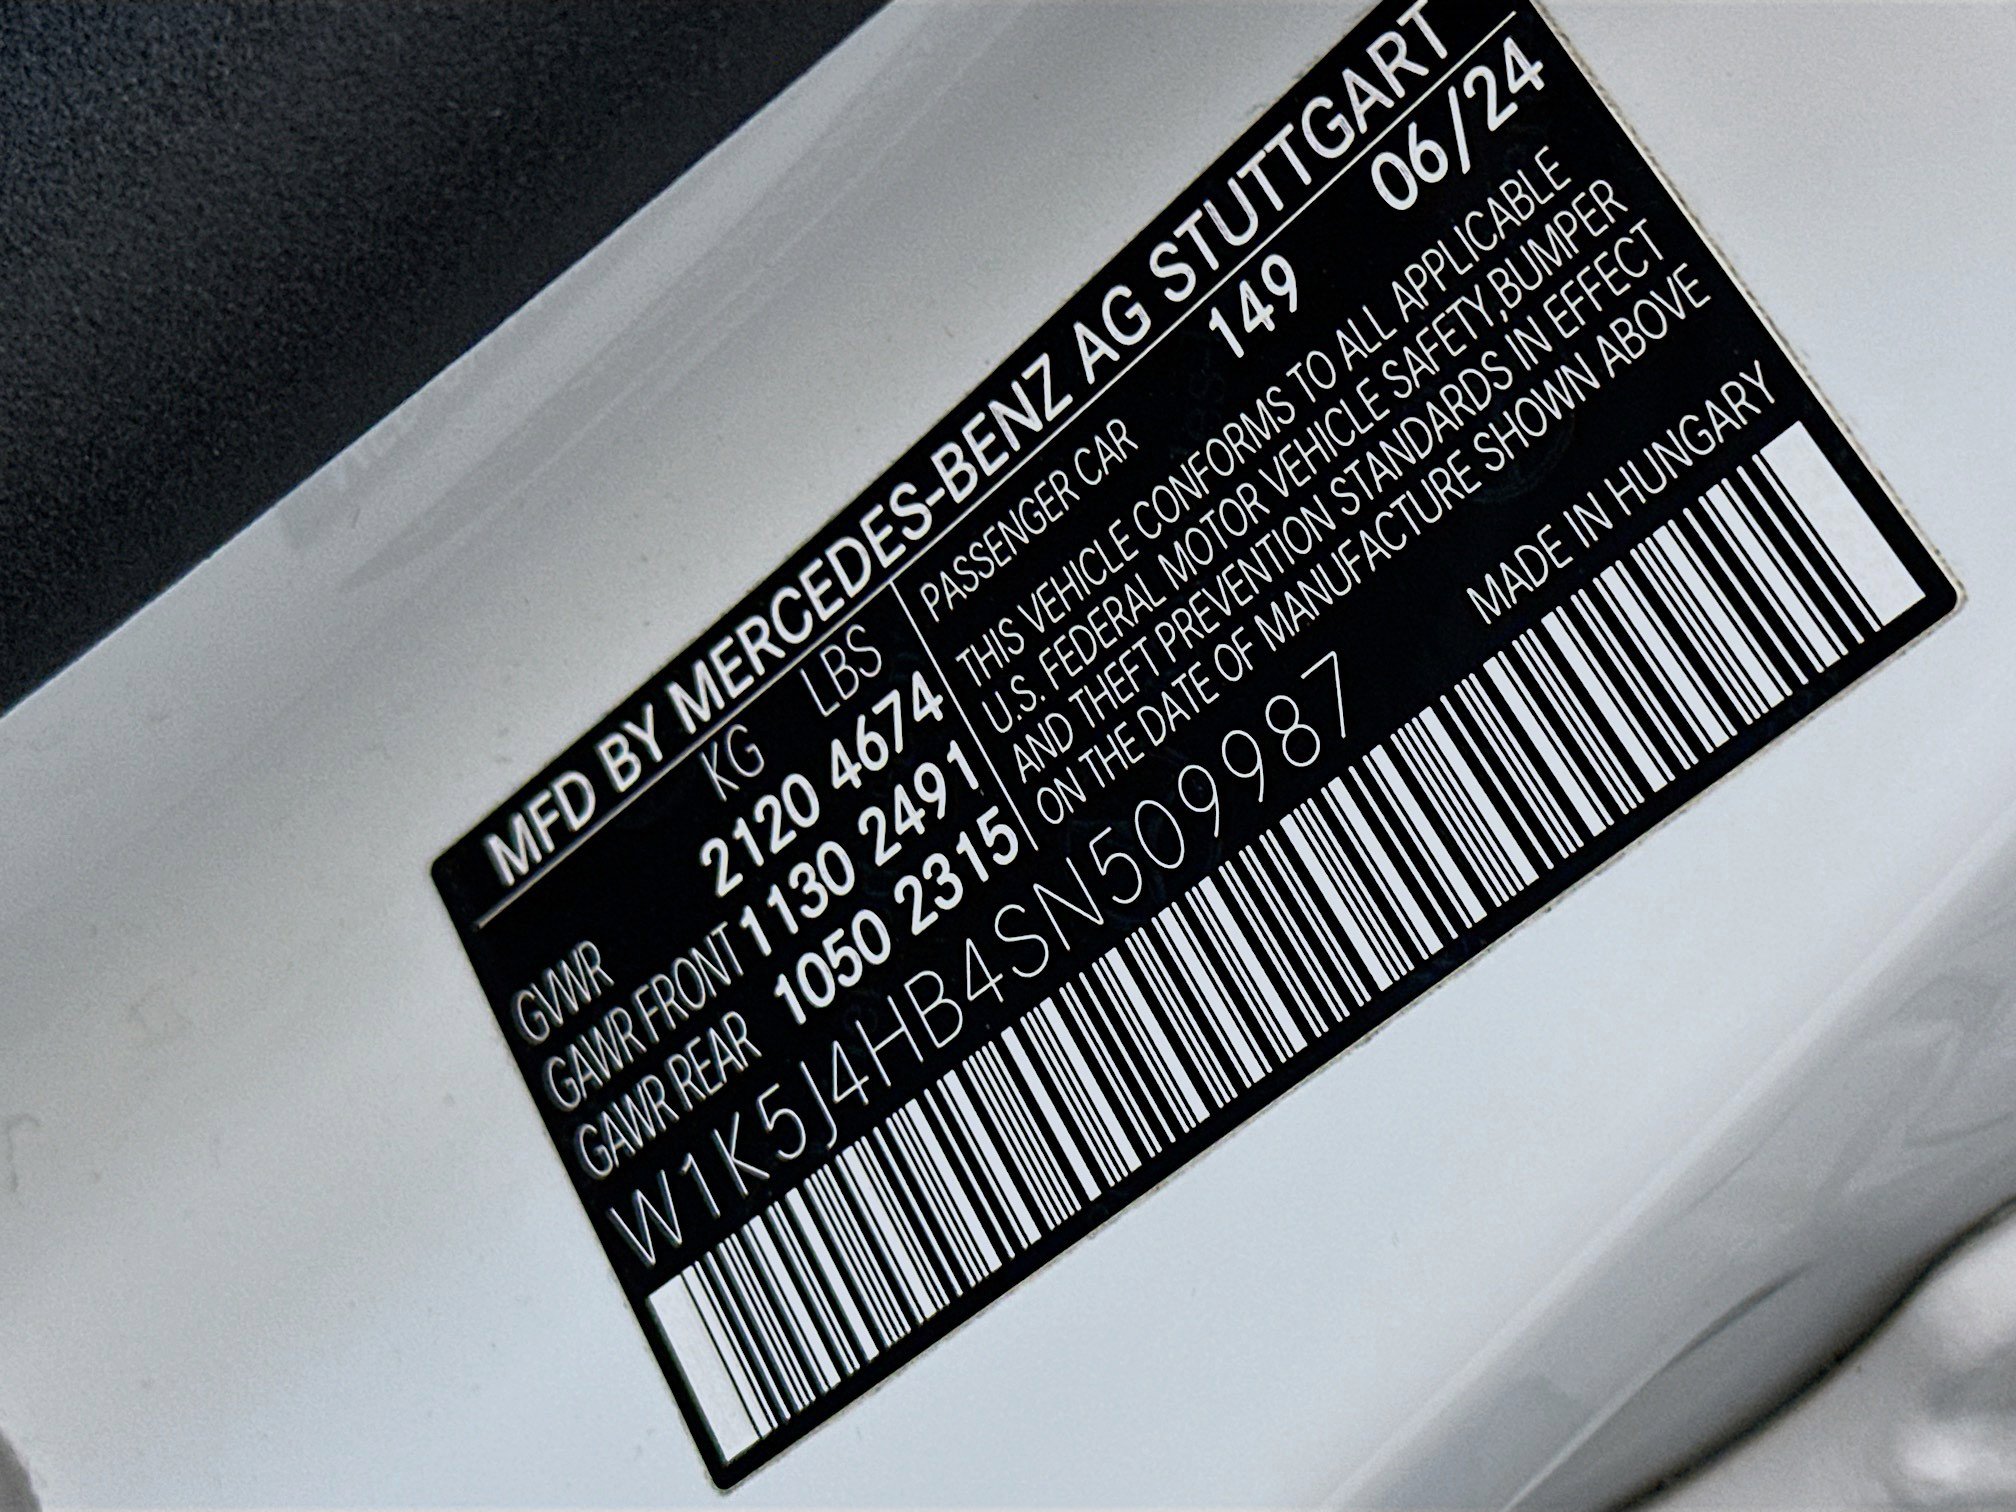 MFD BY MERCEDES-BENZ AG STUTTGART
KG LBS
GVWR 2120 4674
GAWR FRONT 1130 2491
GAWR REAR 1050 2315
149 06/24
PASSENGER CAR
THIS VEHICLE CONFORMS TO ALL APPLICABLE
U.S. FEDERAL MOTOR VEHICLE SAFETY,BUMPER
AND THEFT PREVENTION STANDARDS IN EFFECT
ON THE DATE OF MANUFACTURE SHOWN ABOVE
W1K5J4HB4SN509987
MADE IN HUNGARY